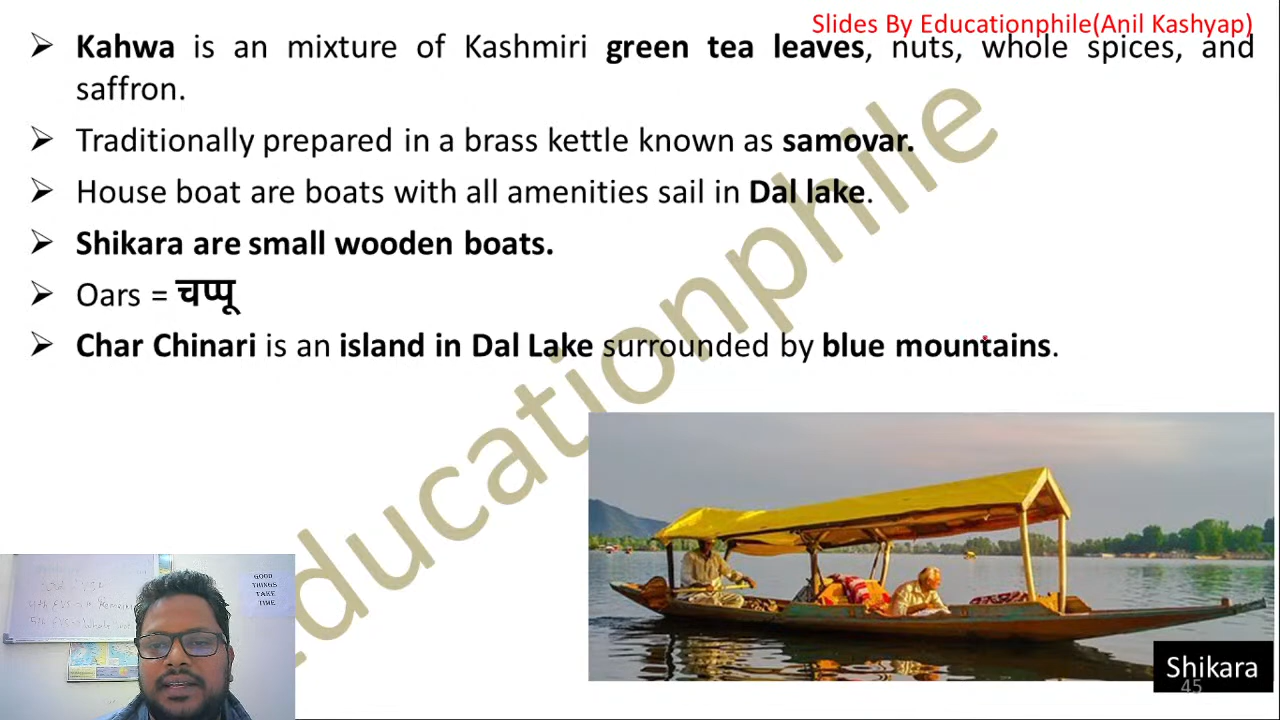 Slides By Educationphile(Anil Kashyap)
➢ Kahwa is an mixture of Kashmiri green tea leaves, nuts, whole spices, and
saffron.
➢ Traditionally prepared in a brass kettle known as samovar.
➢ House boat are boats with all amenities sail in Dal lake.
➢ Shikara are small wooden boats.
➢ Oars = चप्पू
➢ Char Chinari is an island in Dal Lake surrounded by blue mountains.
Educationphile
GOOD
THINGS
TAKE
TIME
Shikara
45